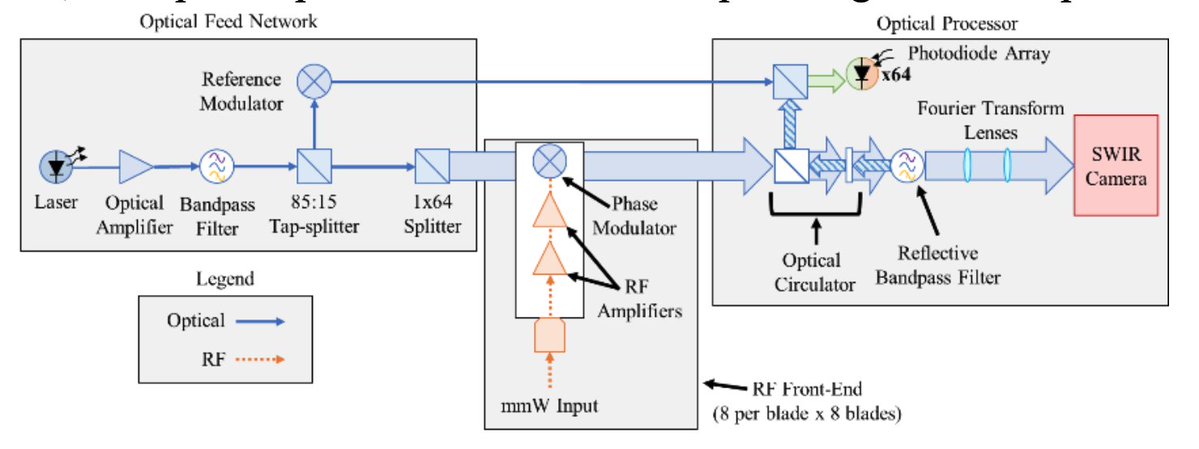 Optical Feed Network
Optical Processor
Reference
Modulator
Photodiode Array
x64
Fourier Transform
Lenses
SWIR
Camera
Laser
Optical
Amplifier
Bandpass
Filter
85:15
Tap-splitter
1x64
Splitter
Phase
Modulator
RF
Amplifiers
Optical
Circulator
Reflective
Bandpass Filter
Legend
Optical
RF
mmW Input
RF Front-End
(8 per blade x 8 blades)